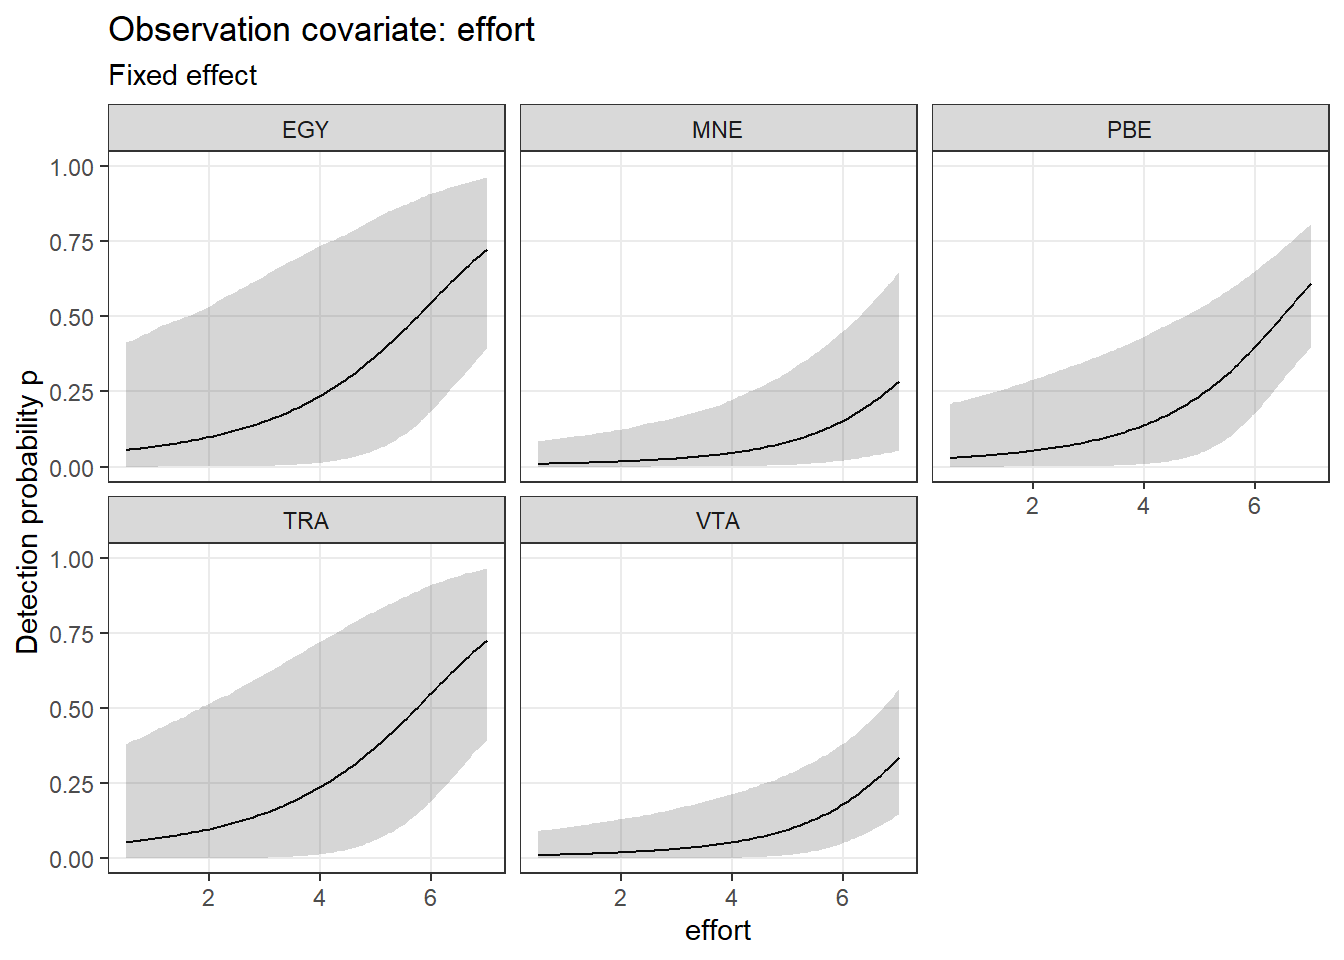 Observation covariate: effort
Fixed effect
EGY
MNE
PBE
1.00
0.75
0.50
0.25
0.00
2 4 6
TRA
VTA
1.00
0.75
0.50
0.25
0.00
2 4 6
2 4 6
effort
Detection probability p